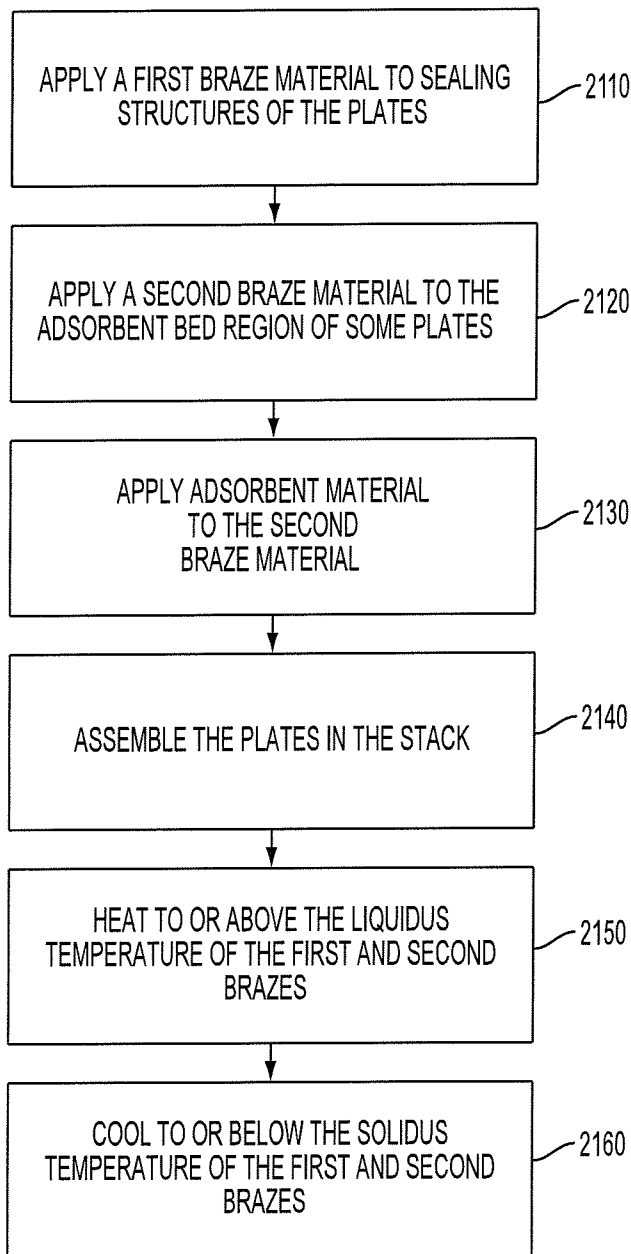 APPLY A FIRST BRAZE MATERIAL TO SEALING
STRUCTURES OF THE PLATES
2110
APPLY A SECOND BRAZE MATERIAL TO THE
ADSORBENT BED REGION OF SOME PLATES
2120
APPLY ADSORBENT MATERIAL
TO THE SECOND
BRAZE MATERIAL
2130
ASSEMBLE THE PLATES IN THE STACK
2140
HEAT TO OR ABOVE THE LIQUIDUS
TEMPERATURE OF THE FIRST AND SECOND
BRAZES
2150
COOL TO OR BELOW THE SOLIDUS
TEMPERATURE OF THE FIRST AND SECOND
BRAZES
2160